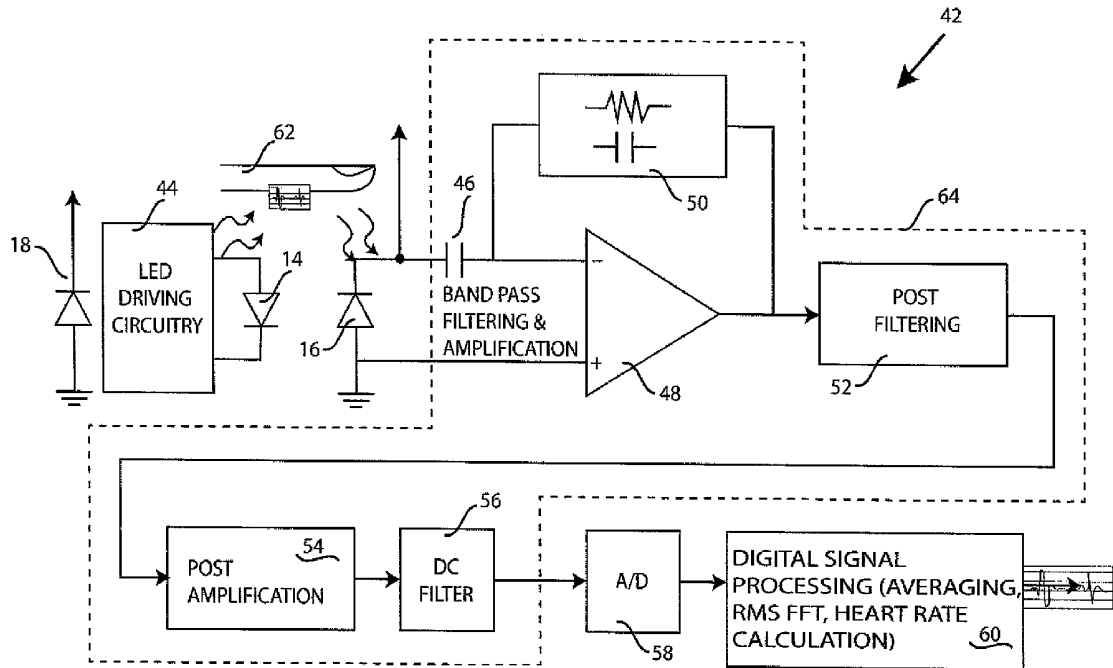 42
62
44
46
50
64
18
LED
DRIVING
CIRCUITRY
14
16
BAND PASS
FILTERING &
AMPLIFICATION
−
+
48
POST
FILTERING
52
54
POST
AMPLIFICATION
56
DC
FILTER
A/D
58
DIGITAL SIGNAL
PROCESSING (AVERAGING,
RMS FFT, HEART RATE
CALCULATION)
60